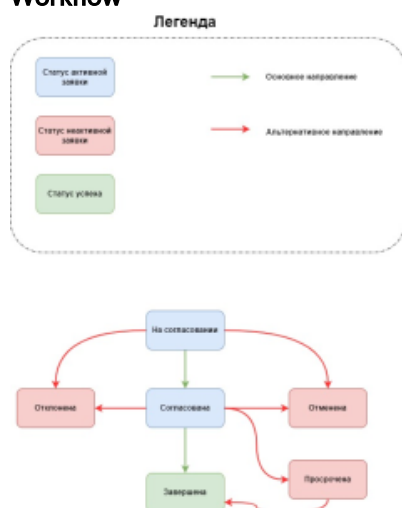 Workflow
Легенда
Статус активной
заявки
Основное направление
Статус неактивной
заявки
Альтернативное направление
Статус успеха
На согласовании
Отклонена
Согласована
Отменена
Просрочена
Завершена